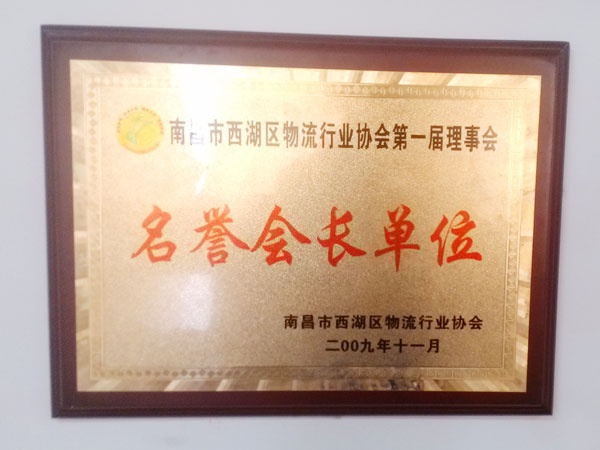 南昌市西湖区物流行业协会第一届理事会
名誉会长单位
南昌市西湖区物流行业协会
二00九年十一月